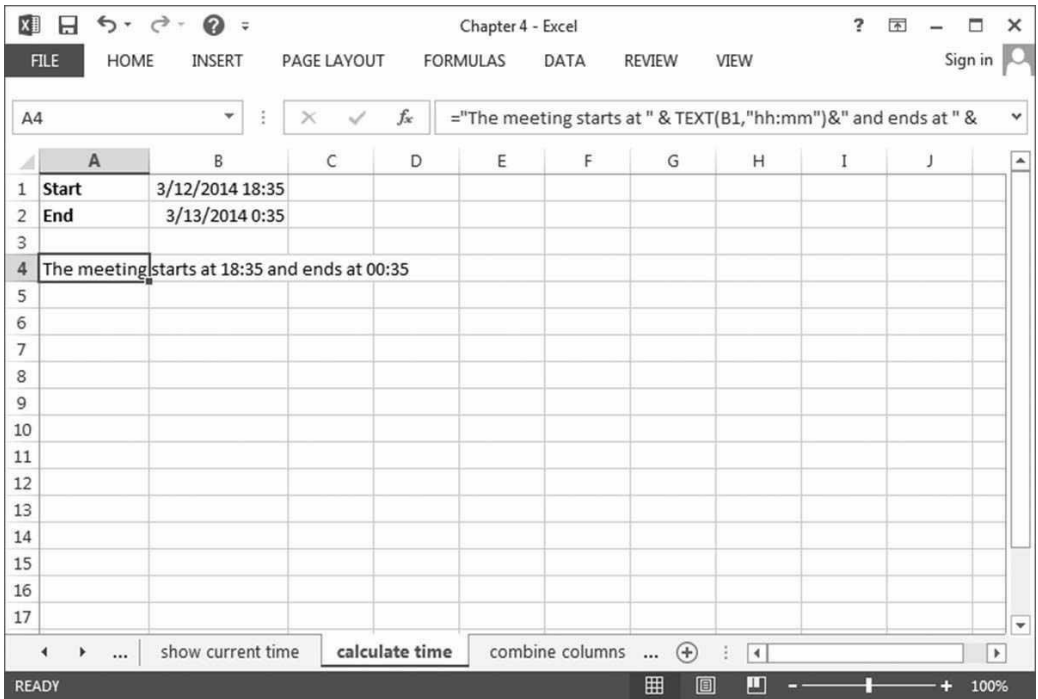 Chapter 4 - Excel
FILE HOME INSERT PAGE LAYOUT FORMULAS DATA REVIEW VIEW Sign in
A4 fx ="The meeting starts at " & TEXT(B1,"hh:mm")&" and ends at " &
A B C D E F G H I J
1 Start 3/12/2014 18:35
2 End 3/13/2014 0:35
3
4 The meeting starts at 18:35 and ends at 00:35
5
6
7
8
9
10
11
12
13
14
15
16
17
... show current time calculate time combine columns ...
READY 100%